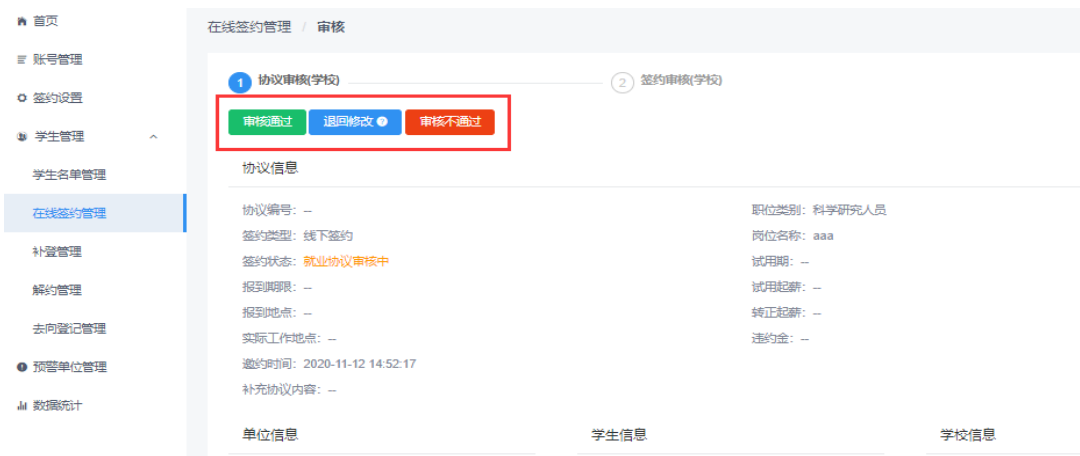 首页
账号管理
签约设置
学生管理
学生名单管理
在线签约管理
补登管理
解约管理
去向登记管理
预警单位管理
数据统计
在线签约管理 / 审核
1 协议审核(学校)
2 签约审核(学校)
审核通过 退回修改 审核不通过
协议信息
协议编号: --
签约类型: 线下签约
签约状态: 就业协议审核中
报到期限: --
报到地点: --
实际工作地点: --
邀约时间: 2020-11-12 14:52:17
补充协议内容: --
职位类别: 科学研究人员
岗位名称: aaa
试用期: --
试用起薪: --
转正起薪: --
违约金: --
单位信息 学生信息 学校信息